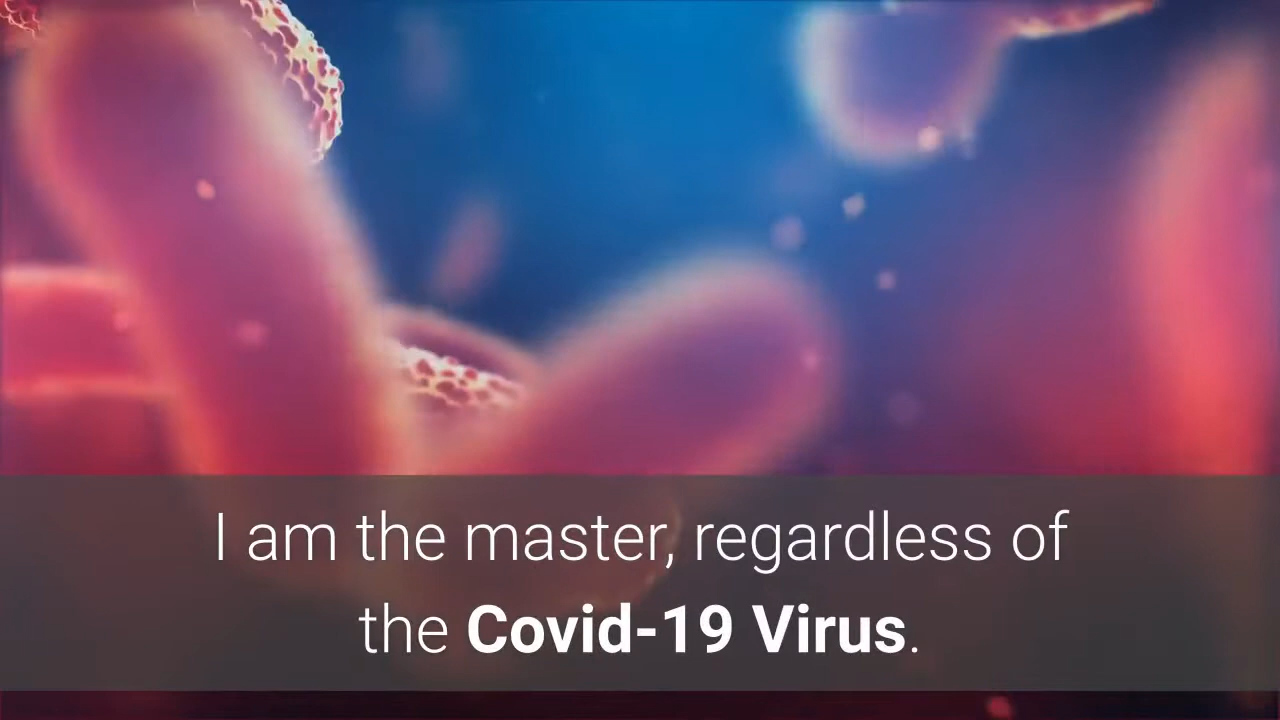 I am the master, regardless of
the Covid-19 Virus.